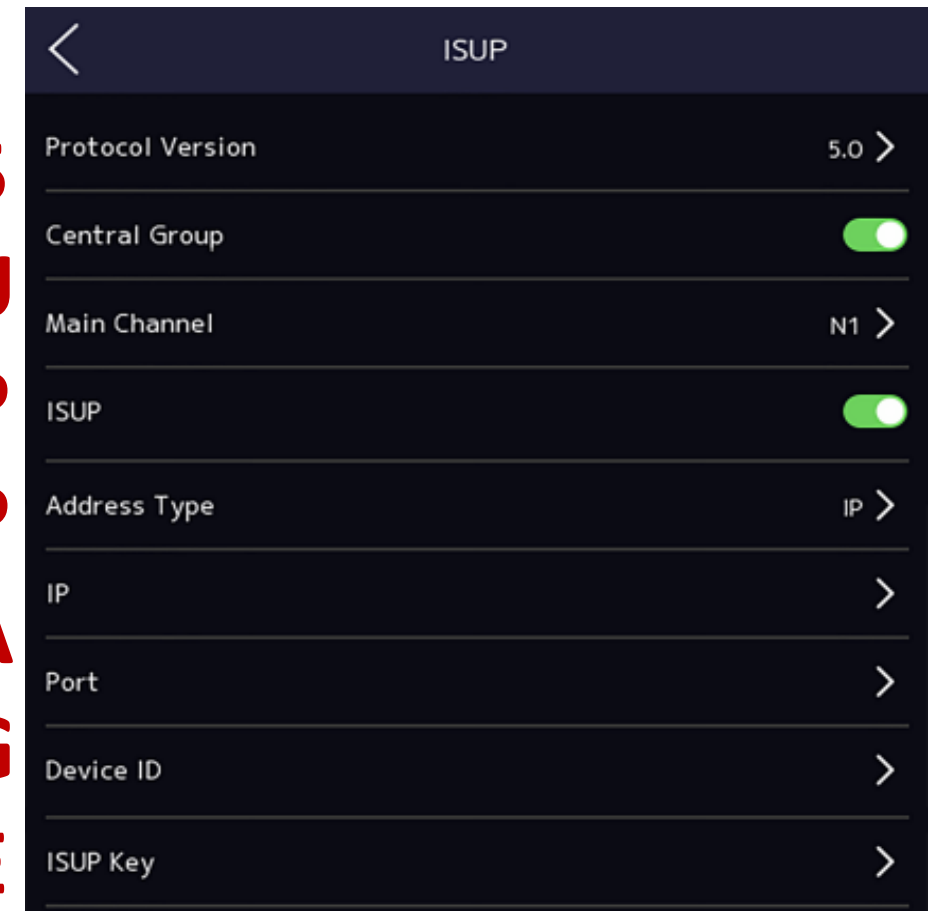 ISUP
Protocol Version 5.0
Central Group
Main Channel N1
ISUP
Address Type IP
IP
Port
Device ID
ISUP Key